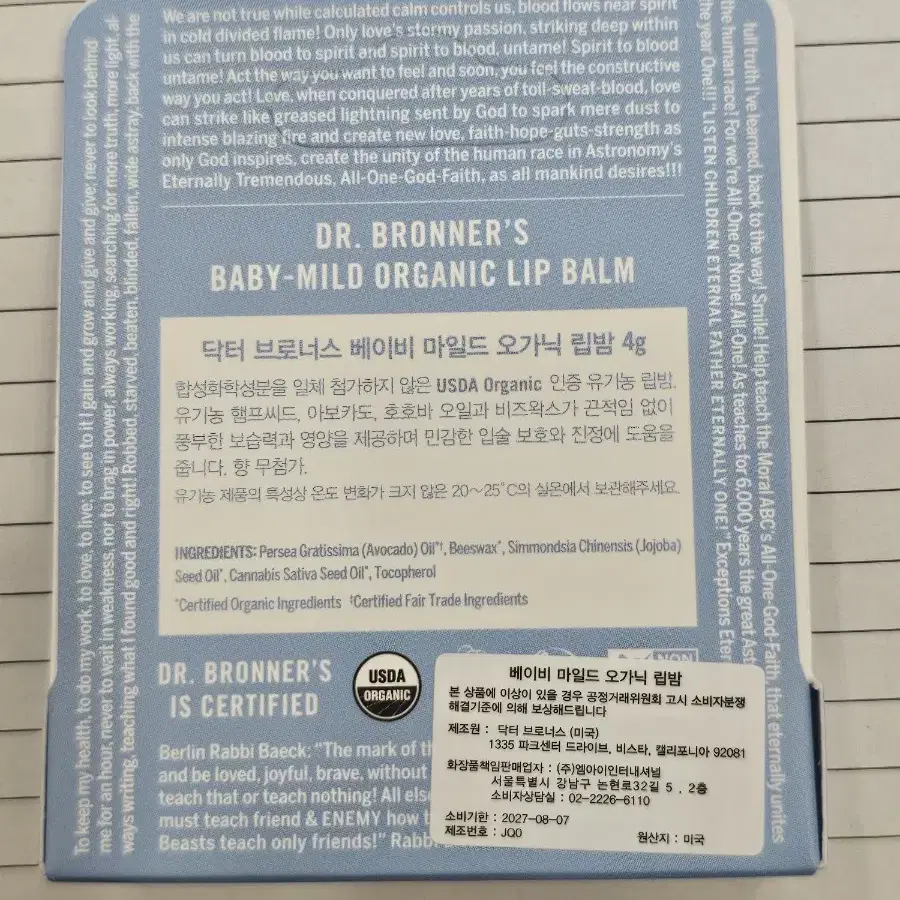 We are not true while calculated calm controls us, blood flows near spirit
in cold divided flame! Only love's stormy passion, striking deep within
us can turn blood to spirit and spirit to blood, untame! Spirit to blood
untame! Act the way you want to feel and soon, you feel the constructive
way you act! Love, when conquered after years of toil-sweat-blood, love
can strike like greased lightning sent by God to spark mere dust to
intense blazing fire and create new love, faith-hope-guts-strength as
only God inspires, create the unity of the human race in Astronomy's
Eternally Tremendous, All-One-God-Faith, as all mankind desires!!!
DR. BRONNER'S
BABY-MILD ORGANIC LIP BALM
닥터 브로너스 베이비 마일드 오가닉 립밤 4g
합성화학성분을 일체 첨가하지 않은 USDA Organic 인증 유기농 립밤.
유기농 햄프씨드, 아보카도, 호호바 오일과 비즈왁스가 끈적임 없이
풍부한 보습력과 영양을 제공하며 민감한 입술 보호와 진정에 도움을
줍니다. 향 무첨가.
유기농 제품의 특성상 온도 변화가 크지 않은 20~25°C의 실온에서 보관해주세요.
INGREDIENTS: Persea Gratissima (Avocado) Oil*‡, Beeswax*, Simmondsia Chinensis (Jojoba)
Seed Oil*, Cannabis Sativa Seed Oil*, Tocopherol
*Certified Organic Ingredients ‡Certified Fair Trade Ingredients
DR. BRONNER'S
IS CERTIFIED
USDA
ORGANIC
NON
Berlin Rabbi Baeck: "The mark of th
and be loved, joyful, brave, without
teach that or teach nothing! All else
must teach friend & ENEMY how t
Beasts teach only friends!" Rabb
베이비 마일드 오가닉 립밤
본 상품에 이상이 있을 경우 공정거래위원회 고시 소비자분쟁
해결기준에 의해 보상해드립니다
제조원 : 닥터 브로너스 (미국)
1335 파크센터 드라이브, 비스타, 캘리포니아 92081
화장품책임판매업자 : (주)엠아이인터내셔널
서울특별시 강남구 논현로32길 5 , 2층
소비자상담실 : 02-2226-6110
소비기한 : 2027-08-07
제조번호 : JQ0
원산지 : 미국
To keep my health, to do my work, to love, to live, to see to it I gain and grow and give and give; never to look behind
me for an hour, never to wait in weakness, nor to brag in power, always working, searching for more truth, more light, al-
ways writing, teaching what I found good and right! Robbed, starved, beaten, blinded, fallen, wide astray, back with the
full truth I've learned, back to the way! Smile! Help teach the Moral ABC's All-One-God-Faith, that eternally unites
the human race! For we're All-One or None! All-One! As teaches for 6,000 years the great Ast
the year One!!! "LISTEN CHILDREN ETERNAL FATHER ETERNALLY ONE!" Exceptions Eter